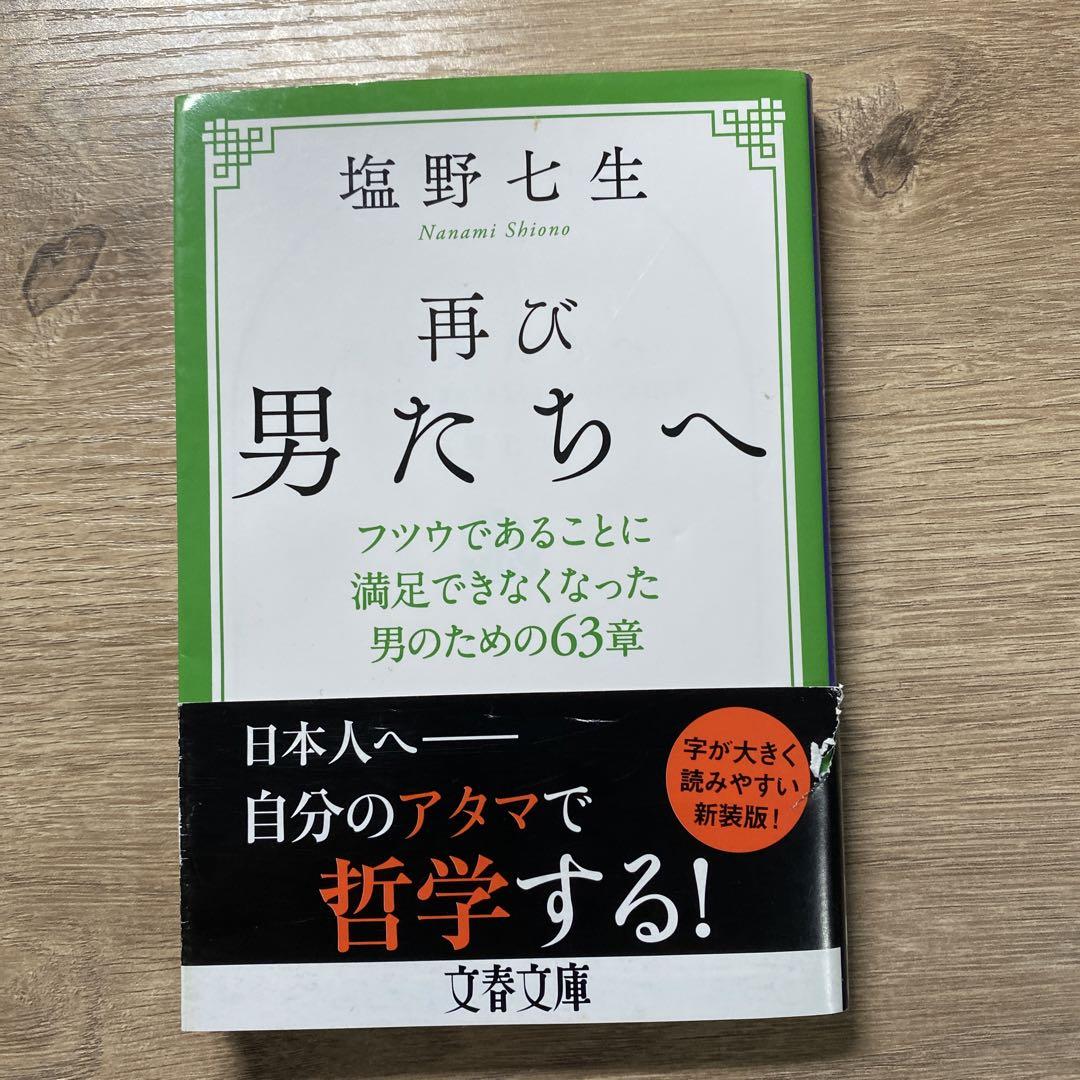 塩野七生
Nanami Shiono
再び
男たちへ
フツウであることに
満足できなくなった
男のための63章
日本人へ――
自分のアタマで
哲学する!
字が大きく
読みやすい
新装版!
文春文庫